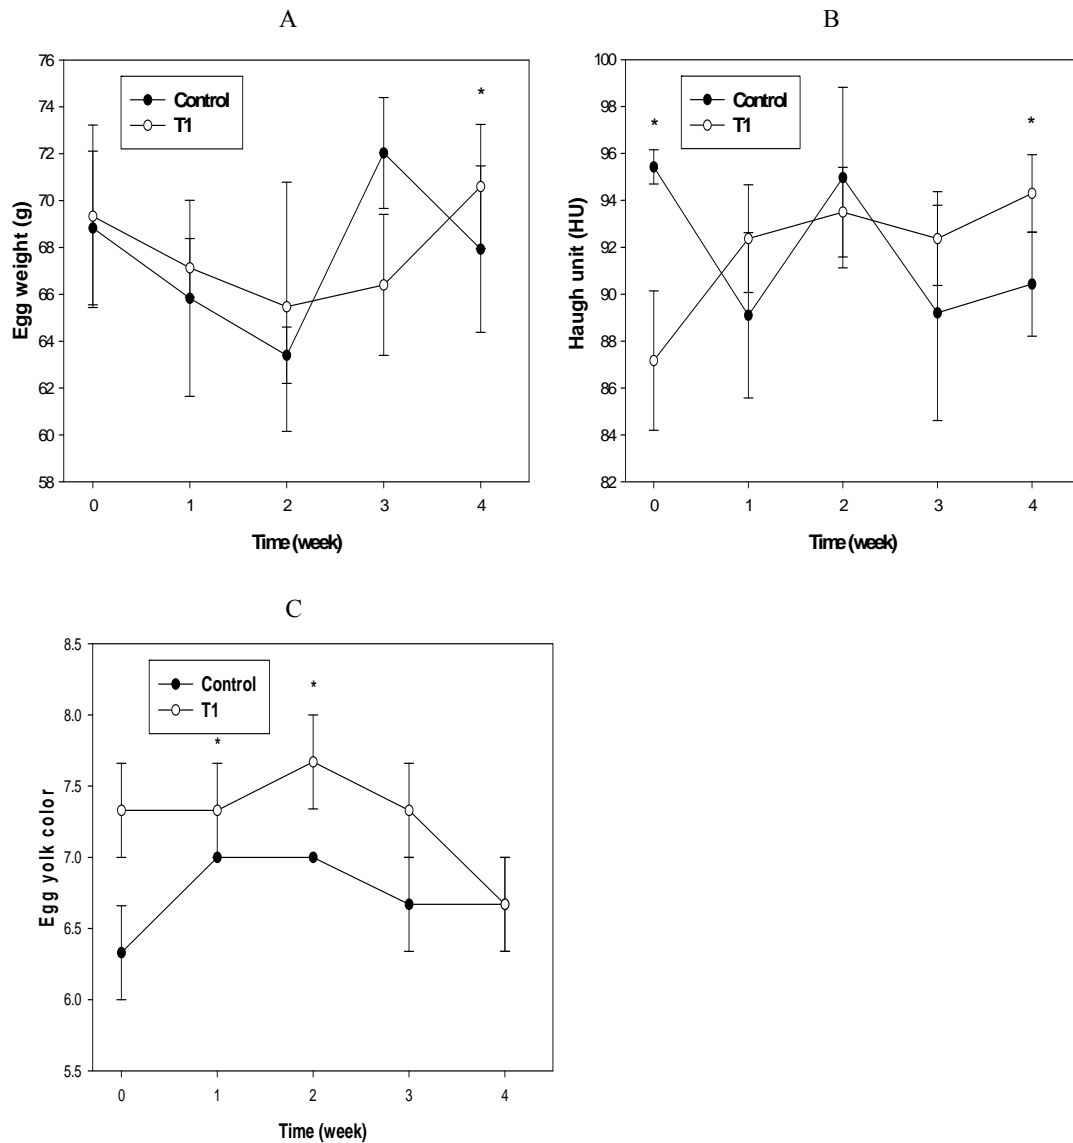 A
Egg weight (g)
76
74
72
70
68
66
64
62
60
58
Control
T1
*
0 1 2 3 4
Time (week)
B
Haugh unit (HU)
100
98
96
94
92
90
88
86
84
82
Control
T1
* *
0 1 2 3 4
Time (week)
C
Egg yolk color
8.5
8.0
7.5
7.0
6.5
6.0
5.5
Control
T1
*
*
0 1 2 3 4
Time (week)